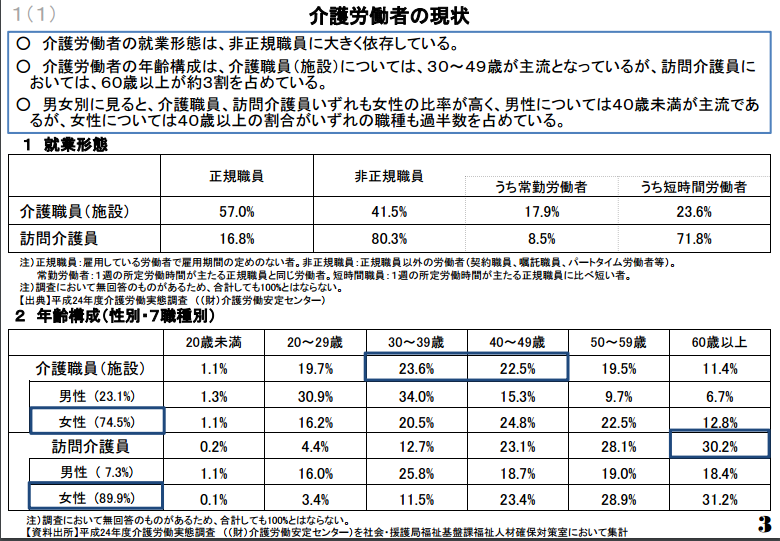 1(1)
介護労働者の現状
○ 介護労働者の就業形態は、非正規職員に大きく依存している。
○ 介護労働者の年齢構成は、介護職員(施設)については、30~49歳が主流となっているが、訪問介護員に
おいては、60歳以上が約3割を占めている。
○ 男女別に見ると、介護職員、訪問介護員いずれも女性の比率が高く、男性については40歳未満が主流であ
るが、女性については40歳以上の割合がいずれの職種も過半数を占めている。
1 就業形態
正規職員 非正規職員
うち常勤労働者 うち短時間労働者
介護職員(施設) 57.0% 41.5% 17.9% 23.6%
訪問介護員 16.8% 80.3% 8.5% 71.8%
注)正規職員:雇用している労働者で雇用期間の定めのない者。非正規職員:正規職員以外の労働者(契約職員、嘱託職員、パートタイム労働者等)。
常勤労働者:1週の所定労働時間が主たる正規職員と同じ労働者。短時間職員:1週の所定労働時間が主たる正規職員に比べ短い者。
注)調査において無回答のものがあるため、合計しても100%とはならない。
【出典】平成24年度介護労働実態調査 ((財)介護労働安定センター)
2 年齢構成(性別・7職種別)
20歳未満 20~29歳 30~39歳 40~49歳 50~59歳 60歳以上
介護職員(施設) 1.1% 19.7% 23.6% 22.5% 19.5% 11.4%
男性 (23.1%) 1.3% 30.9% 34.0% 15.3% 9.7% 6.7%
女性 (74.5%) 1.1% 16.2% 20.5% 24.8% 22.5% 12.8%
訪問介護員 0.2% 4.4% 12.7% 23.1% 28.1% 30.2%
男性 ( 7.3%) 1.1% 16.0% 25.8% 18.7% 19.0% 18.4%
女性 (89.9%) 0.1% 3.4% 11.5% 23.4% 28.9% 31.2%
注)調査において無回答のものがあるため、合計しても100%とはならない。
【資料出所】平成24年度介護労働実態調査 ((財)介護労働安定センター)を社会・援護局福祉基盤課福祉人材確保対策室において集計
3